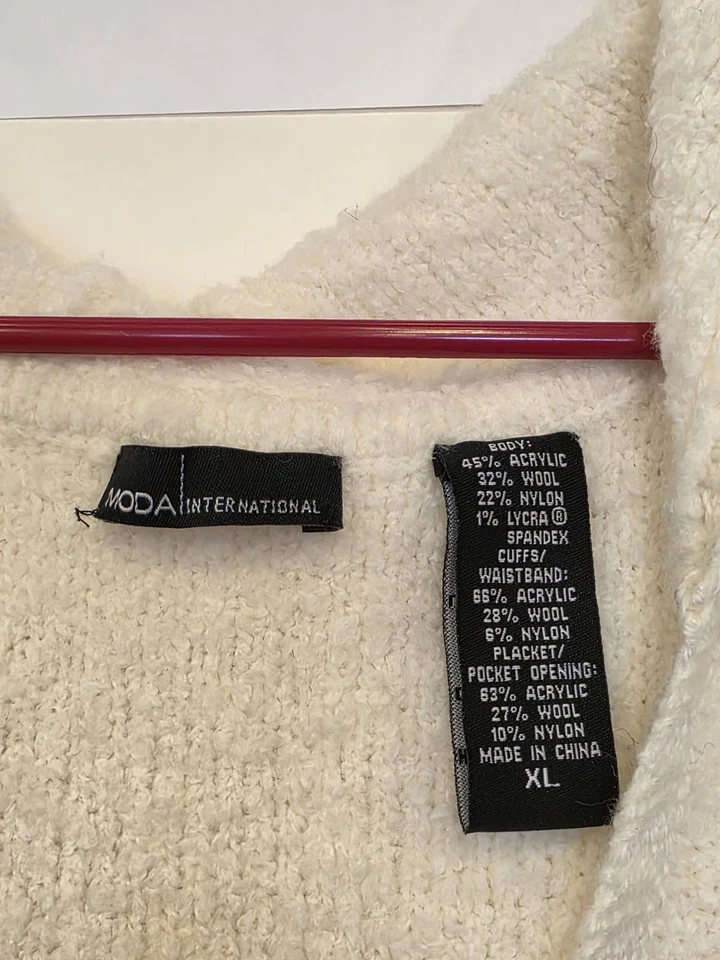 MODA INTERNATIONAL
BODY:
45% ACRYLIC
32% WOOL
22% NYLON
1% LYCRA®
SPANDEX
CUFFS/
WAISTBAND:
66% ACRYLIC
28% WOOL
6% NYLON
PLACKET/
POCKET OPENING:
63% ACRYLIC
27% WOOL
10% NYLON
MADE IN CHINA
XL